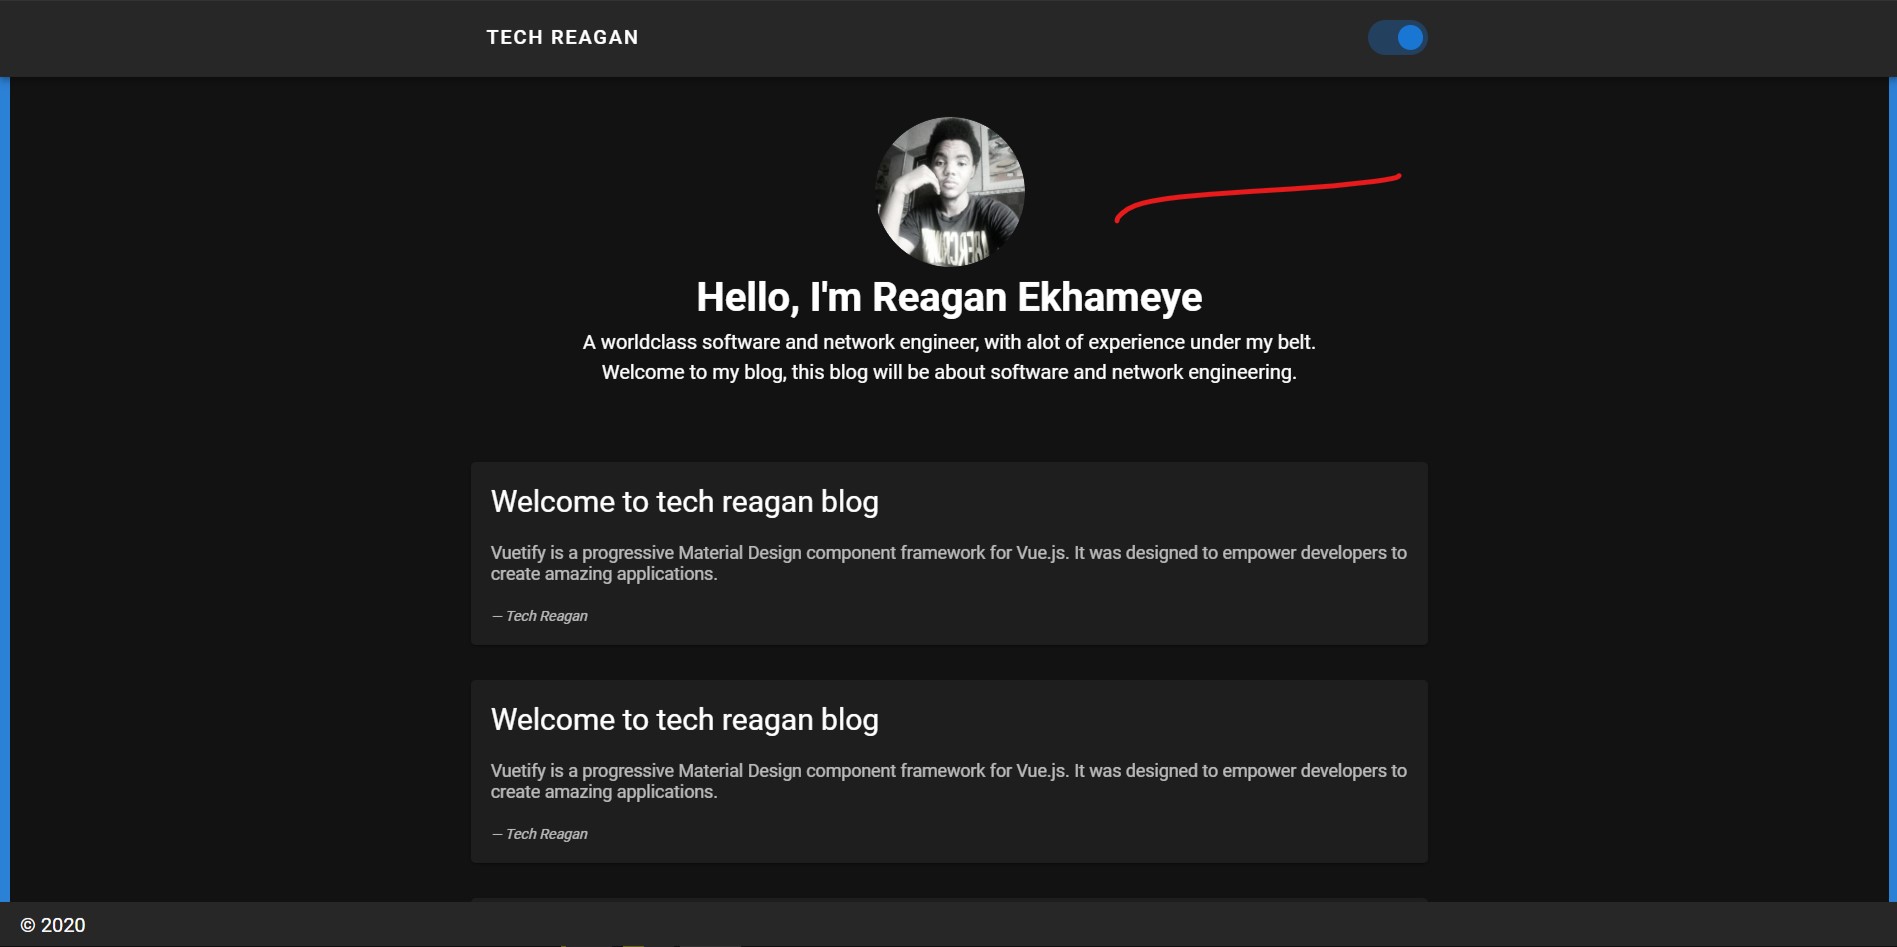 TECH REAGAN
Hello, I'm Reagan Ekhameye
A worldclass software and network engineer, with alot of experience under my belt.
Welcome to my blog, this blog will be about software and network engineering.
Welcome to tech reagan blog
Vuetify is a progressive Material Design component framework for Vue.js. It was designed to empower developers to
create amazing applications.
— Tech Reagan
Welcome to tech reagan blog
Vuetify is a progressive Material Design component framework for Vue.js. It was designed to empower developers to
create amazing applications.
— Tech Reagan
© 2020